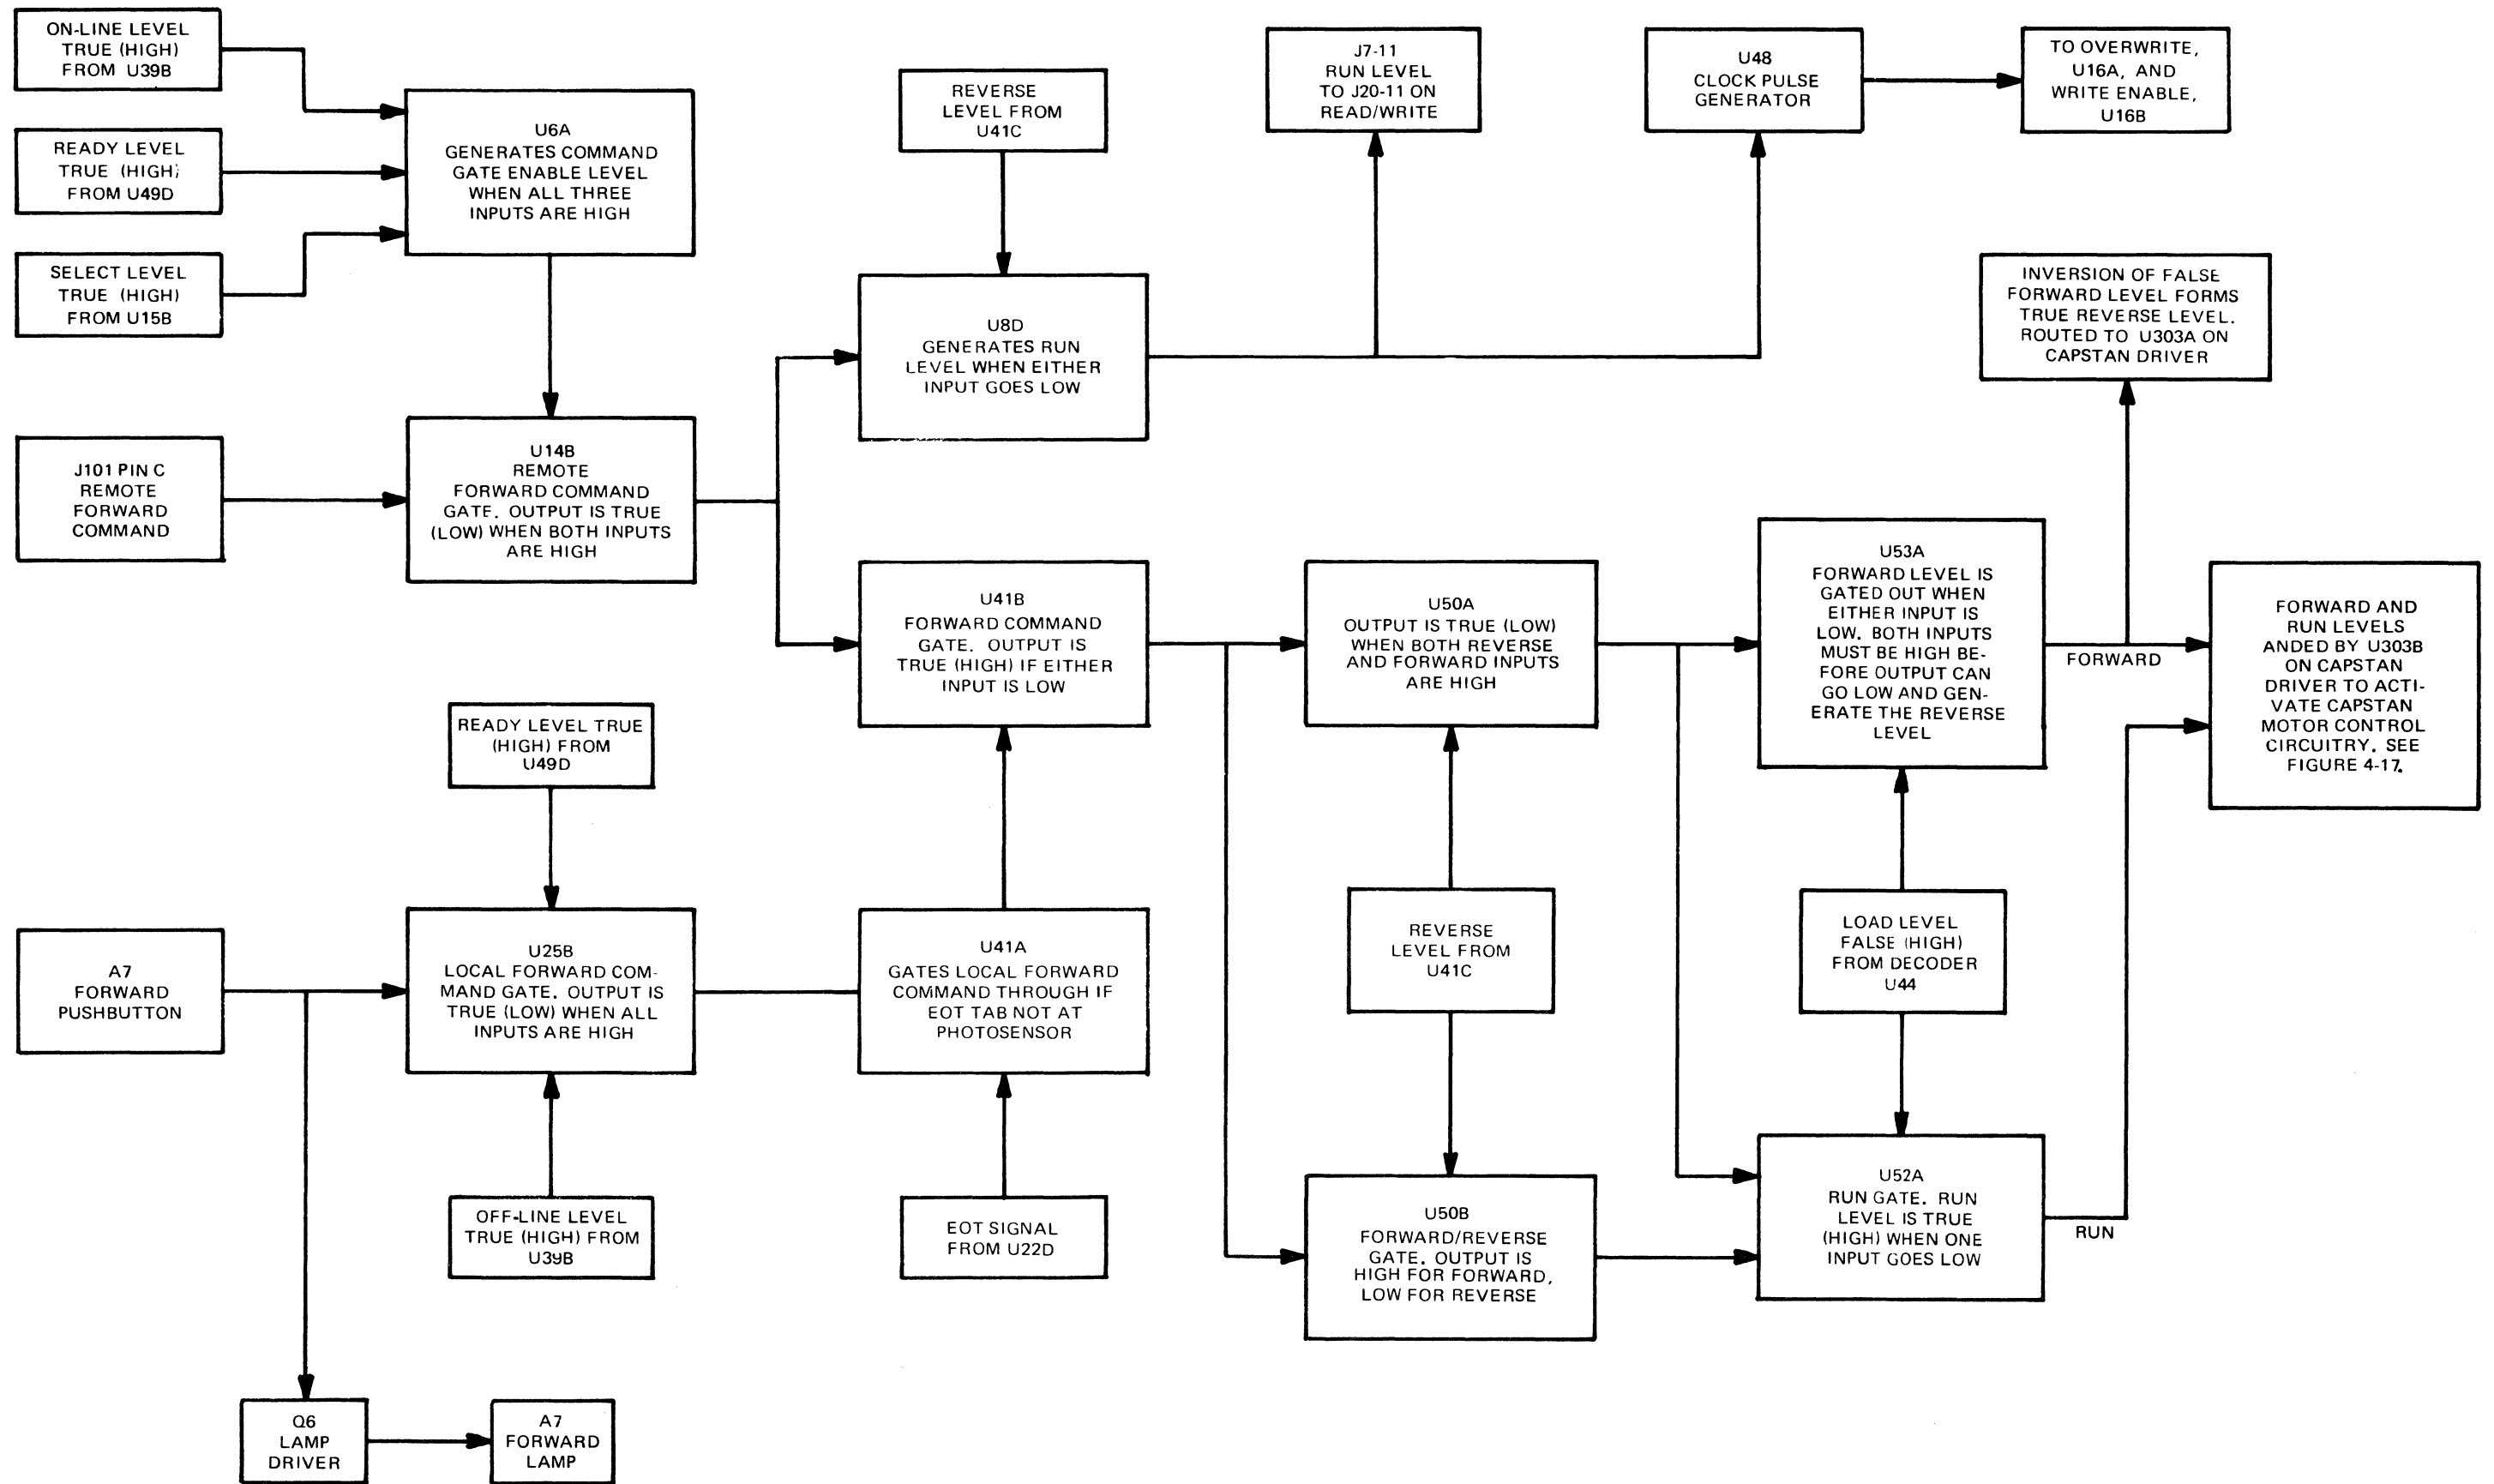 ON-LINE LEVEL
TRUE (HIGH)
FROM U39B
READY LEVEL
TRUE (HIGH)
FROM U49D
SELECT LEVEL
TRUE (HIGH)
FROM U15B
U6A
GENERATES COMMAND
GATE ENABLE LEVEL
WHEN ALL THREE
INPUTS ARE HIGH
REVERSE
LEVEL FROM
U41C
J7-11
RUN LEVEL
TO J20-11 ON
READ/WRITE
U48
CLOCK PULSE
GENERATOR
TO OVERWRITE,
U16A, AND
WRITE ENABLE,
U16B
U8D
GENERATES RUN
LEVEL WHEN EITHER
INPUT GOES LOW
INVERSION OF FALSE
FORWARD LEVEL FORMS
TRUE REVERSE LEVEL.
ROUTED TO U303A ON
CAPSTAN DRIVER
J101 PIN C
REMOTE
FORWARD
COMMAND
U14B
REMOTE
FORWARD COMMAND
GATE. OUTPUT IS TRUE
(LOW) WHEN BOTH INPUTS
ARE HIGH
U41B
FORWARD COMMAND
GATE. OUTPUT IS
TRUE (HIGH) IF EITHER
INPUT IS LOW
U50A
OUTPUT IS TRUE (LOW)
WHEN BOTH REVERSE
AND FORWARD INPUTS
ARE HIGH
U53A
FORWARD LEVEL IS
GATED OUT WHEN
EITHER INPUT IS
LOW. BOTH INPUTS
MUST BE HIGH BE-
FORE OUTPUT CAN
GO LOW AND GEN-
ERATE THE REVERSE
LEVEL
FORWARD
FORWARD AND
RUN LEVELS
ANDED BY U303B
ON CAPSTAN
DRIVER TO ACTI-
VATE CAPSTAN
MOTOR CONTROL
CIRCUITRY. SEE
FIGURE 4-17.
READY LEVEL TRUE
(HIGH) FROM
U49D
A7
FORWARD
PUSHBUTTON
U25B
LOCAL FORWARD COM-
MAND GATE. OUTPUT IS
TRUE (LOW) WHEN ALL
INPUTS ARE HIGH
U41A
GATES LOCAL FORWARD
COMMAND THROUGH IF
EOT TAB NOT AT
PHOTOSENSOR
REVERSE
LEVEL FROM
U41C
LOAD LEVEL
FALSE (HIGH)
FROM DECODER
U44
OFF-LINE LEVEL
TRUE (HIGH) FROM
U39B
EOT SIGNAL
FROM U22D
U50B
FORWARD/REVERSE
GATE. OUTPUT IS
HIGH FOR FORWARD,
LOW FOR REVERSE
U52A
RUN GATE. RUN
LEVEL IS TRUE
(HIGH) WHEN ONE
INPUT GOES LOW
RUN
Q6
LAMP
DRIVER
A7
FORWARD
LAMP